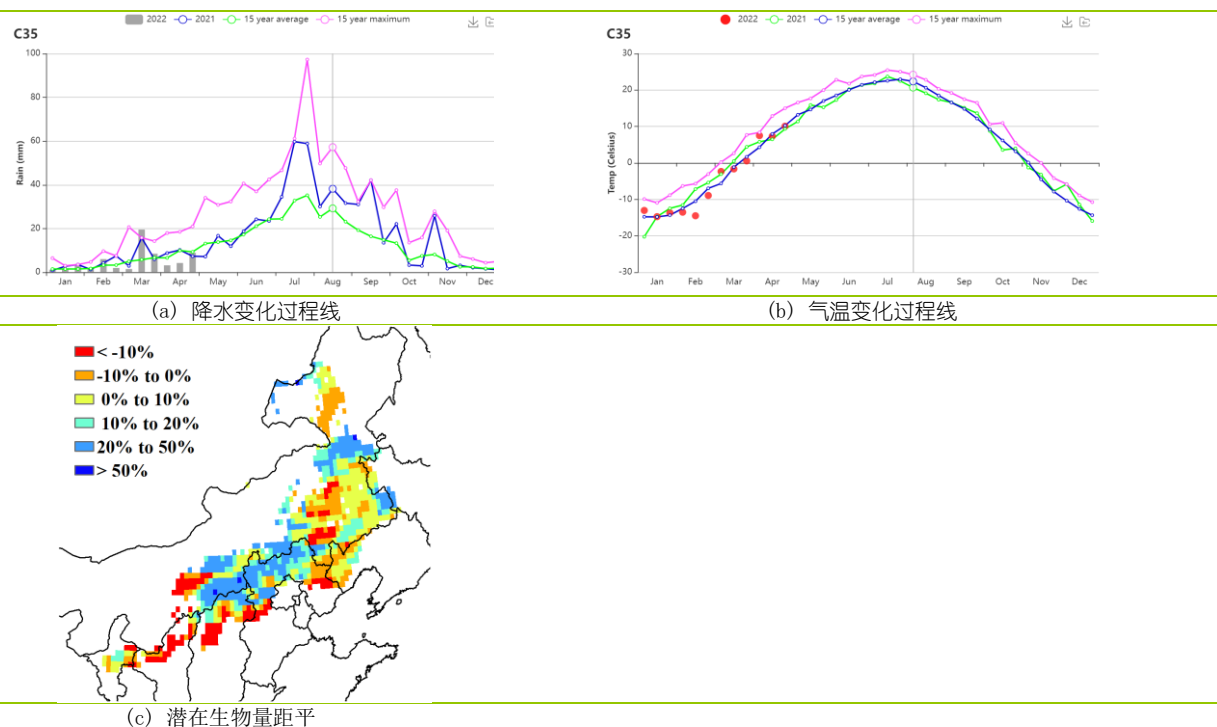 2022 2021 15 year average 15 year maximum
C35
Rain (mm)
100
80
60
40
20
0
Jan Feb Mar Apr May Jun Jul Aug Sep Oct Nov Dec
(a) 降水变化过程线
2022 2021 15 year average 15 year maximum
C35
Temp (Celsius)
30
20
10
0
-10
-20
-30
Jan Feb Mar Apr May Jun Jul Aug Sep Oct Nov Dec
(b) 气温变化过程线
< -10%
-10% to 0%
0% to 10%
10% to 20%
20% to 50%
> 50%
(c) 潜在生物量距平